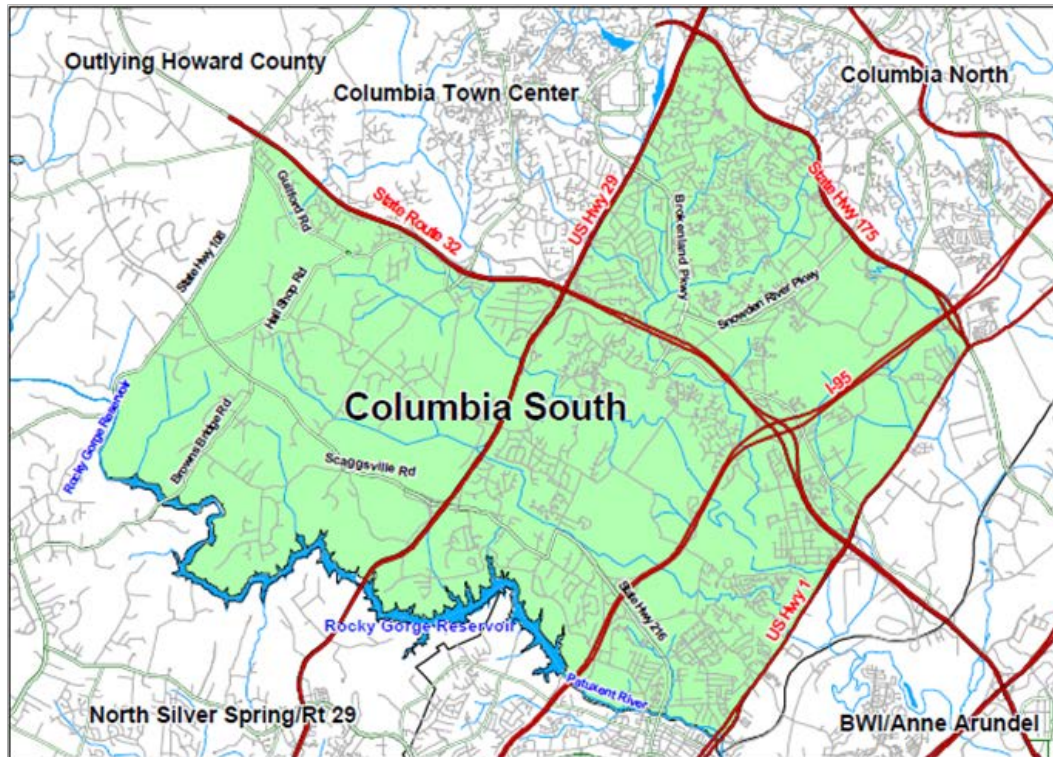 Outlying Howard County
Columbia Town Center
Columbia North
Guilford Rd
State Route 32
US Hwy 29
State Hwy 175
Brokenland Pkwy
State Hwy 108
Hall Shop Rd
Snowden River Pkwy
I-95
Columbia South
Rocky Gorge Reservoir
Browns Bridge Rd
Scaggsville Rd
State Hwy 216
US Hwy 1
Rocky Gorge Reservoir
Patuxent River
North Silver Spring/Rt 29
BWI/Anne Arundel